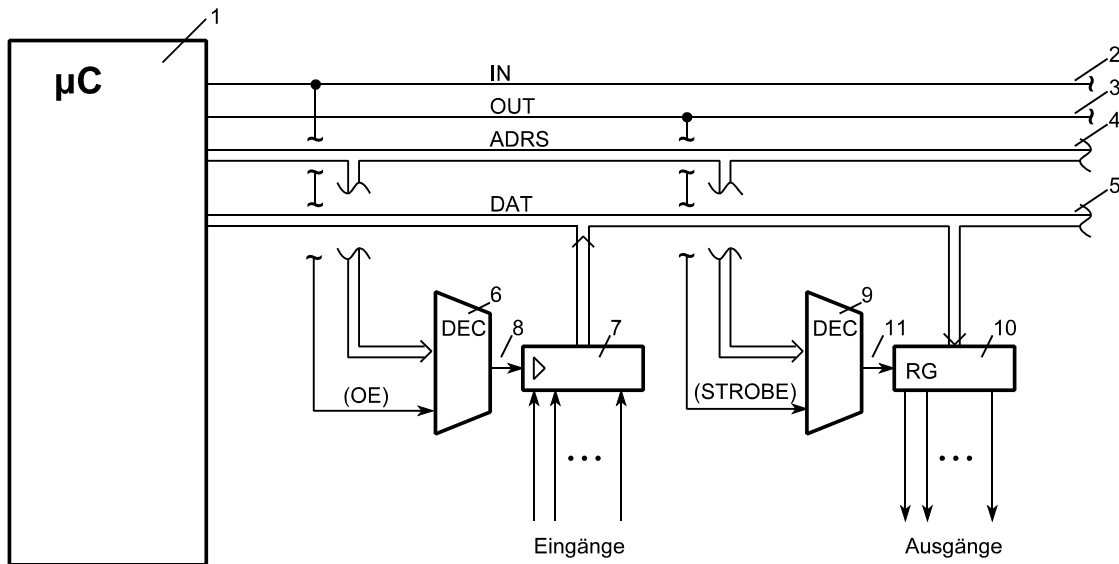 1
µC
IN
2
OUT
3
ADRS
4
DAT
5
6
DEC
8
7
(OE)
Eingänge
9
DEC
11
10
RG
(STROBE)
Ausgänge